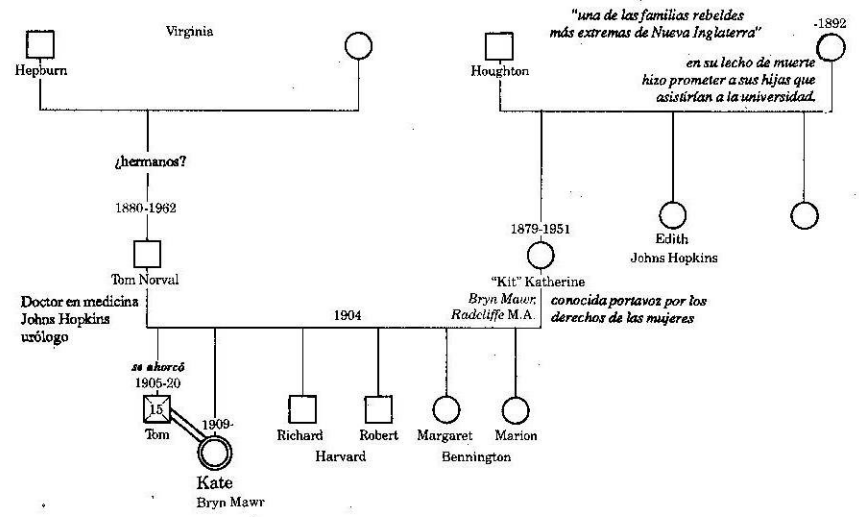 Virginia
"una de las familias rebeldes
más extremas de Nueva Inglaterra"
-1892
Hepburn
Houghton
en su lecho de muerte
hizo prometer a sus hijas que
asistirían a la universidad.
¿hermanos?
1880-1962
1879-1951
Edith
Johns Hopkins
Tom Norval
"Kit" Katherine
Doctor en medicina
Johns Hopkins
urólogo
Bryn Mawr,
Radcliffe M.A.
conocida portavoz por los
derechos de las mujeres
1904
se ahorcó
1905-20
15
1909-
Tom
Richard
Robert
Margaret
Marion
Harvard
Bennington
Kate
Bryn Mawr